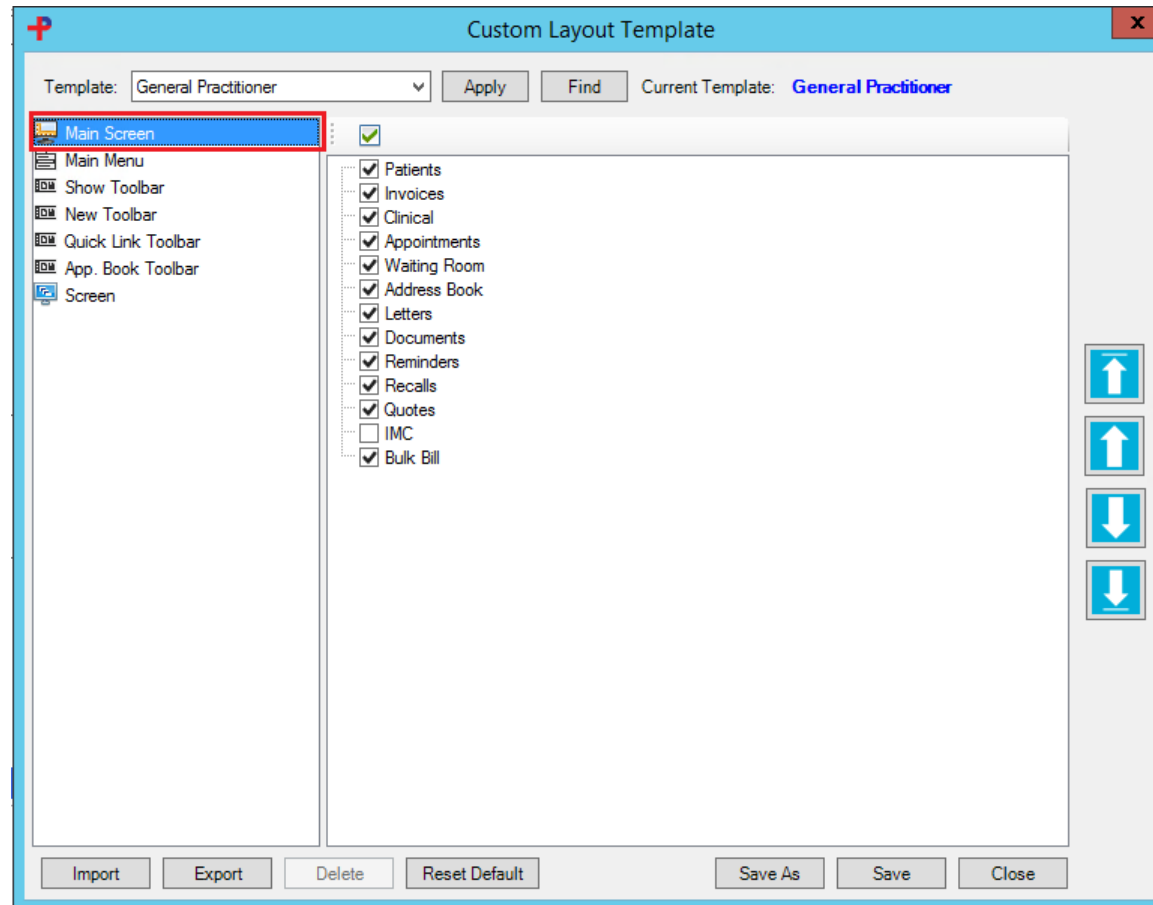 Custom Layout Template
x
Template: General Practitioner Apply Find Current Template: General Practitioner
Main Screen
Main Menu
Show Toolbar
New Toolbar
Quick Link Toolbar
App. Book Toolbar
Screen
Patients
Invoices
Clinical
Appointments
Waiting Room
Address Book
Letters
Documents
Reminders
Recalls
Quotes
IMC
Bulk Bill
Import Export Delete Reset Default Save As Save Close